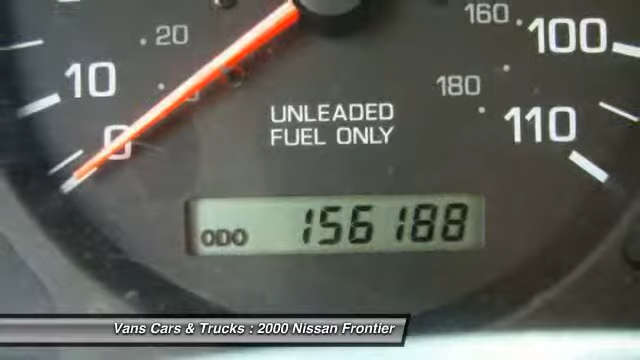 20
160
100
10
180
0
110
UNLEADED
FUEL ONLY
ODO 156188
Vans Cars & Trucks : 2000 Nissan Frontier